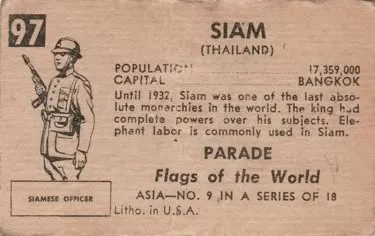 97
SIAM
(THAILAND)
POPULATION 17,359,000
CAPITAL BANGKOK
Until 1932, Siam was one of the last abso-
lute monarchies in the world. The king had
complete powers over his subjects. Ele-
phant labor is commonly used in Siam.
SIAMESE OFFICER
PARADE
Flags of the World
ASIA—NO. 9 IN A SERIES OF 18
Litho. in U.S.A.